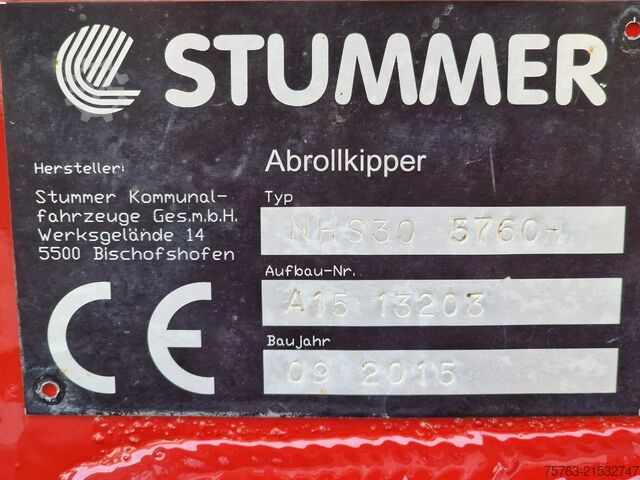 STUMMER
Abrollkipper
Hersteller:
Stummer Kommunal-
fahrzeuge Ges.m.b.H.
Werksgelände 14
5500 Bischofshofen
Typ
NHS30 5760H
Aufbau-Nr.
A15 13203
Baujahr
09 2015
CE
75763-21532747